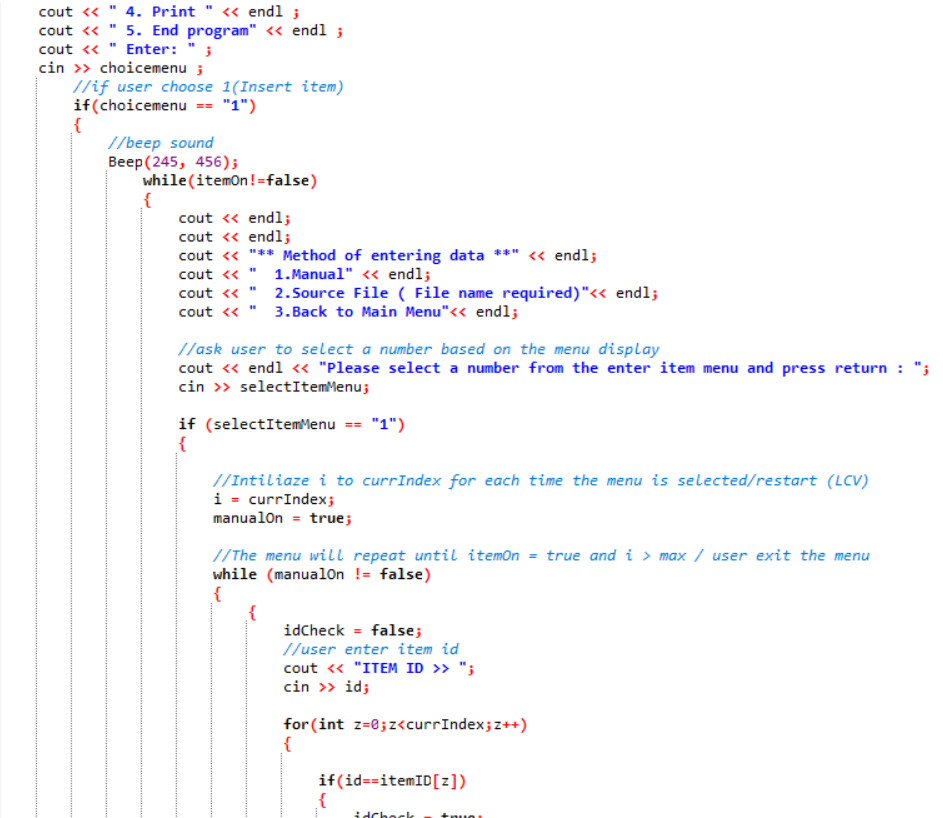 cout << " 4. Print " << endl ;
cout << " 5. End program" << endl ;
cout << " Enter: " ;
cin >> choicemenu ;
//if user choose 1(Insert item)
if(choicemenu == "1")
{
//beep sound
Beep(245, 456);
while(itemOn!=false)
{
cout << endl;
cout << endl;
cout << "** Method of entering data **" << endl;
cout << "  1.Manual" << endl;
cout << "  2.Source File ( File name required)"<< endl;
cout << "  3.Back to Main Menu"<< endl;
//ask user to select a number based on the menu display
cout << endl << "Please select a number from the enter item menu and press return : ";
cin >> selectItemMenu;
if (selectItemMenu == "1")
{
//Intiliaze i to currIndex for each time the menu is selected/restart (LCV)
i = currIndex;
manualOn = true;
//The menu will repeat until itemOn = true and i > max / user exit the menu
while (manualOn != false)
{
{
idCheck = false;
//user enter item id
cout << "ITEM ID >> ";
cin >> id;
for(int z=0;z<currIndex;z++)
{
if(id==itemID[z])
{
idCheck = true;